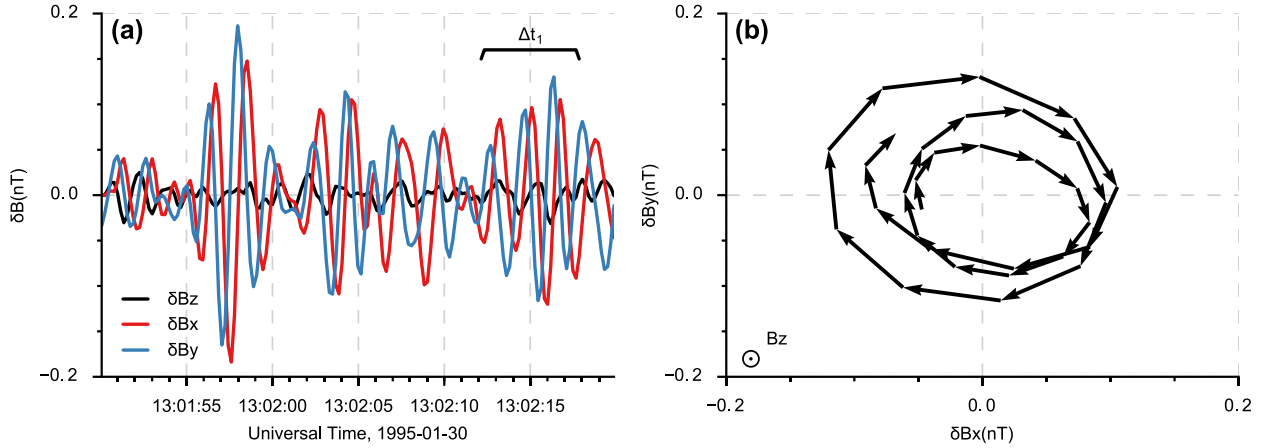 (a)
0.2
0.0
−0.2
δB(nT)
Δt1
δBz
δBx
δBy
13:01:55 13:02:00 13:02:05 13:02:10 13:02:15
Universal Time, 1995-01-30
(b)
0.2
0.0
−0.2
δBy(nT)
Bz
−0.2 0.0 0.2
δBx(nT)